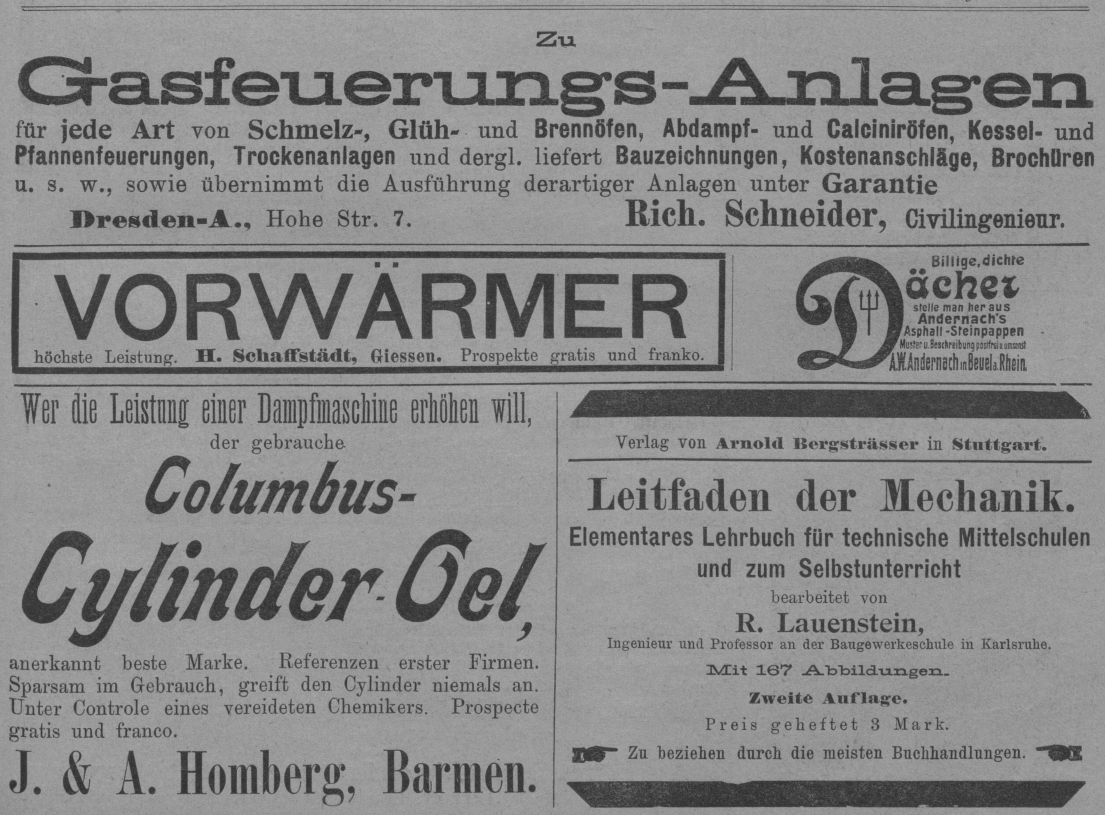 Zu
Gasfeuerungs-Anlagen
für jede Art von Schmelz-, Glüh- und Brennöfen, Abdampf- und Calciniröfen, Kessel- und
Pfannenfeuerungen, Trockenanlagen und dergl. liefert Bauzeichnungen, Kostenanschläge, Brochüren
u. s. w., sowie übernimmt die Ausführung derartiger Anlagen unter Garantie
Dresden-A., Hohe Str. 7. Rich. Schneider, Civilingenieur.
VORWÄRMER
höchste Leistung. H. Schaffstädt, Giessen. Prospekte gratis und franko.
Billige, dichte
Dächer
stelle man her aus
Andernach's
Asphalt-Steinpappen
Muster u. Beschreibung postfrei u. umsonst
A.W. Andernach in Beuel a. Rhein.
Wer die Leistung einer Dampfmaschine erhöhen will,
der gebrauche
Columbus-
Cylinder-Oel,
anerkannt beste Marke. Referenzen erster Firmen.
Sparsam im Gebrauch, greift den Cylinder niemals an.
Unter Controle eines vereideten Chemikers. Prospecte
gratis und franco.
J. & A. Homberg, Barmen.
Verlag von Arnold Bergsträsser in Stuttgart.
Leitfaden der Mechanik.
Elementares Lehrbuch für technische Mittelschulen
und zum Selbstunterricht
bearbeitet von
R. Lauenstein,
Ingenieur und Professor an der Baugewerkeschule in Karlsruhe.
Mit 167 Abbildungen.
Zweite Auflage.
Preis geheftet 3 Mark.
Zu beziehen durch die meisten Buchhandlungen.